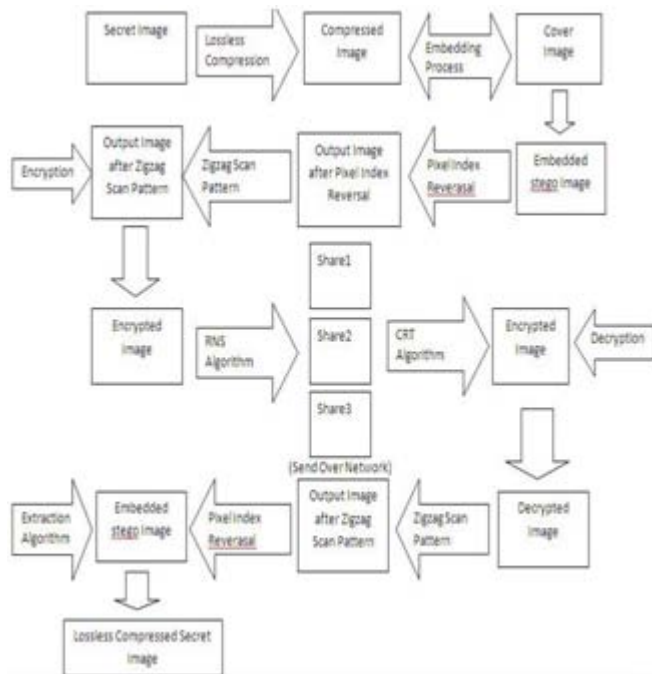 Secret Image
Lossless
Compression
Compressed
Image
Embedding
Process
Cover
Image
Encryption
Output Image
after Zigzag
Scan Pattern
Zigzag Scan
Pattern
Output Image
after Pixel Index
Reversal
Pixel Index
Reverasal
Embedded
stego Image
Share1
Encrypted
Image
RNS
Algorithm
Share2
CRT
Algorithm
Encrypted
Image
Decryption
Share3
(Send Over Network)
Extraction
Algorithm
Embedded
stego Image
Pixel Index
Reverasal
Output Image
after Zigzag
Scan Pattern
Zigzag Scan
Pattern
Decrypted
Image
Lossless Compressed Secret
Image